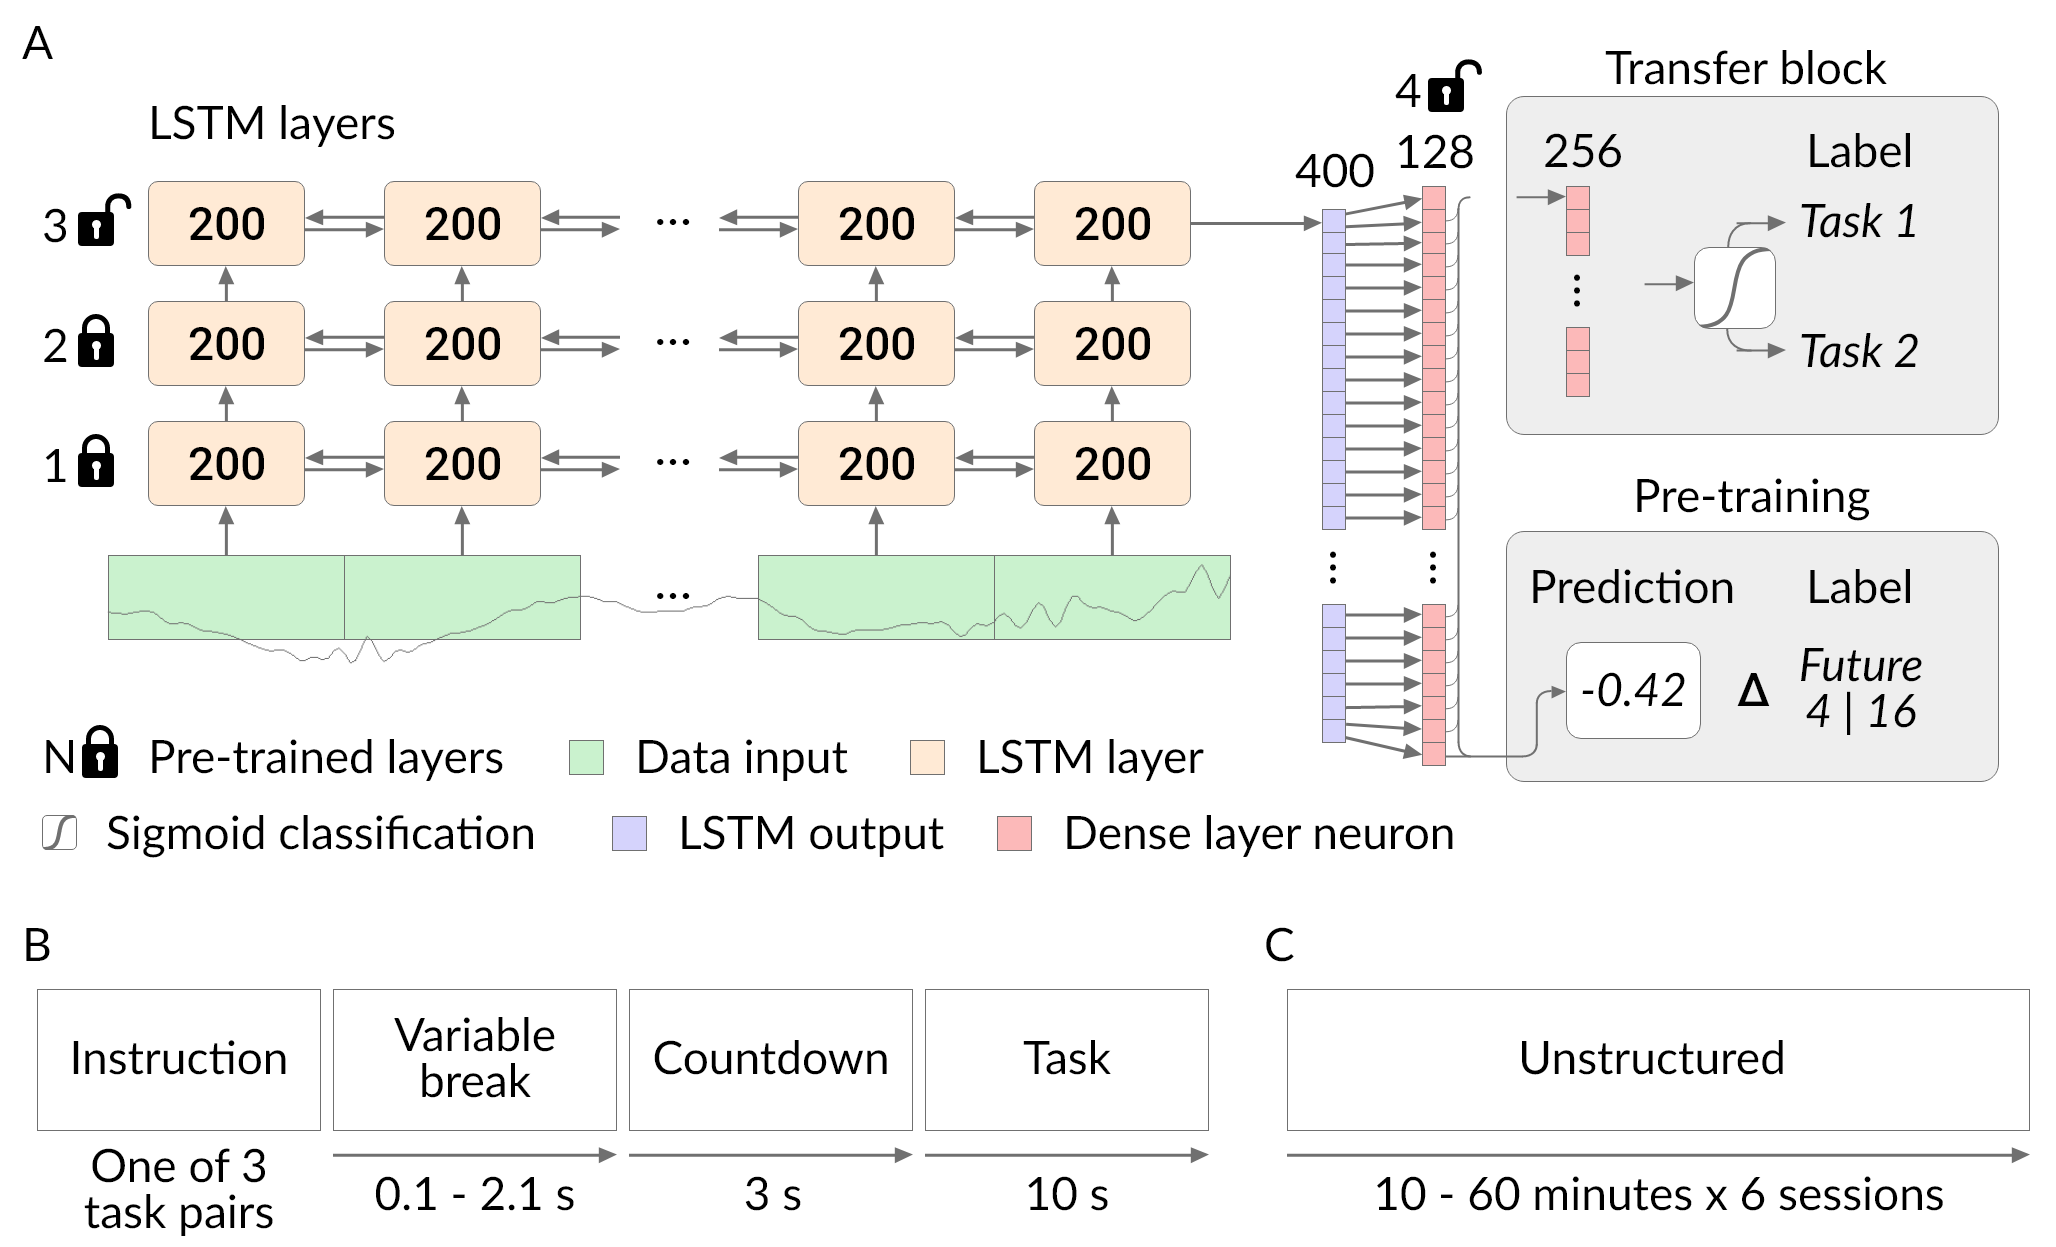 A
LSTM layers
3 200 200 ... 200 200
2 200 200 ... 200 200
1 200 200 ... 200 200
...
400
4
128
Transfer block
256
Label
Task 1
Task 2
Pre-training
Prediction
Label
-0.42
Δ
Future
4 | 16
N Pre-trained layers
Data input
LSTM layer
Sigmoid classification
LSTM output
Dense layer neuron
B
Instruction
Variable
break
Countdown
Task
One of 3
task pairs
0.1 - 2.1 s
3 s
10 s
C
Unstructured
10 - 60 minutes x 6 sessions